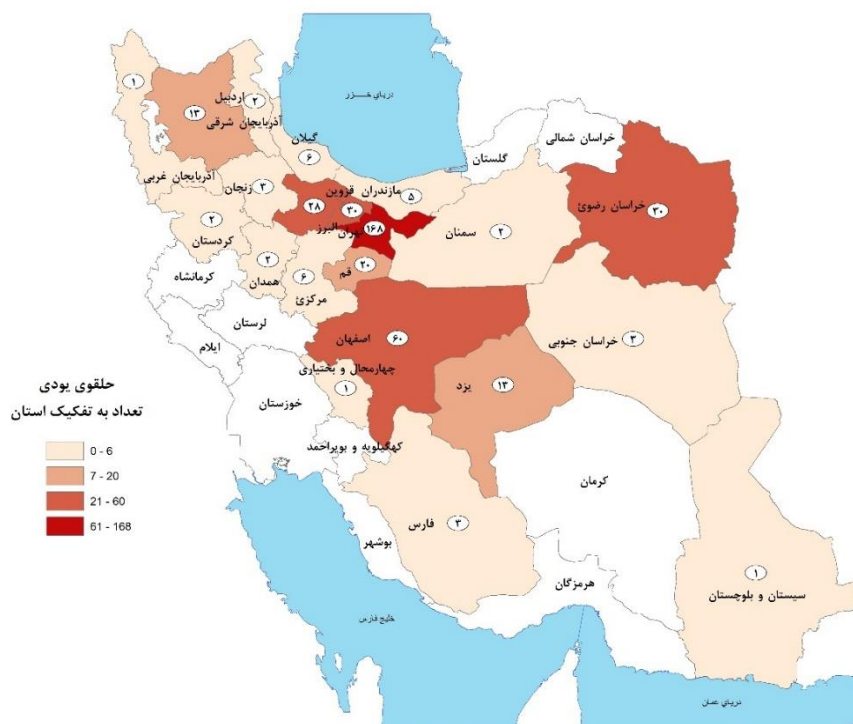 دریای خزر
۱
۱۳
اردبیل
۲
آذربایجان شرقی
گیلان
۶
گلستان
خراسان شمالی
آذربایجان غربی
زنجان
۳
مازندران
قزوین
۵
۲۸
۳۰
خراسان رضوئ
۳۰
البرز
تهران
۱۶۸
سمنان
۲
۲
کردستان
۲
همدان
۶
مرکزئ
قم
۲۰
کرمانشاه
لرستان
ایلام
اصفهان
۶۰
خراسان جنوبی
۳
چهارمحال و بختیاری
۱
یزد
۱۳
خوزستان
کهگیلویه و بویراحمد
کرمان
فارس
۳
بوشهر
هرمزگان
۱
سیستان و بلوچستان
خلیج فارس
دریای عمان
حلقوی یودی
تعداد به تفکیک استان
0 - 6
7 - 20
21 - 60
61 - 168